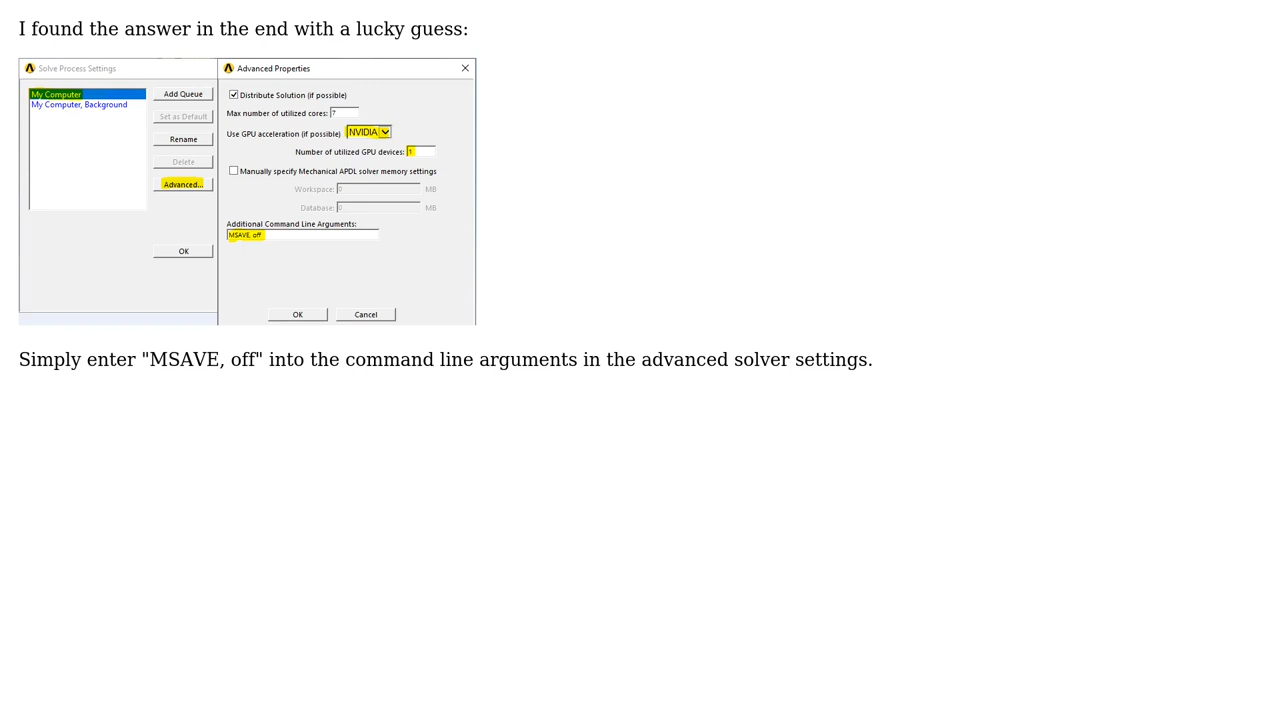 I found the answer in the end with a lucky guess:
Solve Process Settings
My Computer
My Computer, Background
Add Queue
Set as Default
Rename
Delete
Advanced...
OK
Advanced Properties
Distribute Solution (if possible)
Max number of utilized cores: 7
Use GPU acceleration (if possible) NVIDIA
Number of utilized GPU devices: 1
Manually specify Mechanical APDL solver memory settings
Workspace: 0 MB
Database: 0 MB
Additional Command Line Arguments:
MSAVE, off
OK Cancel
Simply enter "MSAVE, off" into the command line arguments in the advanced solver settings.